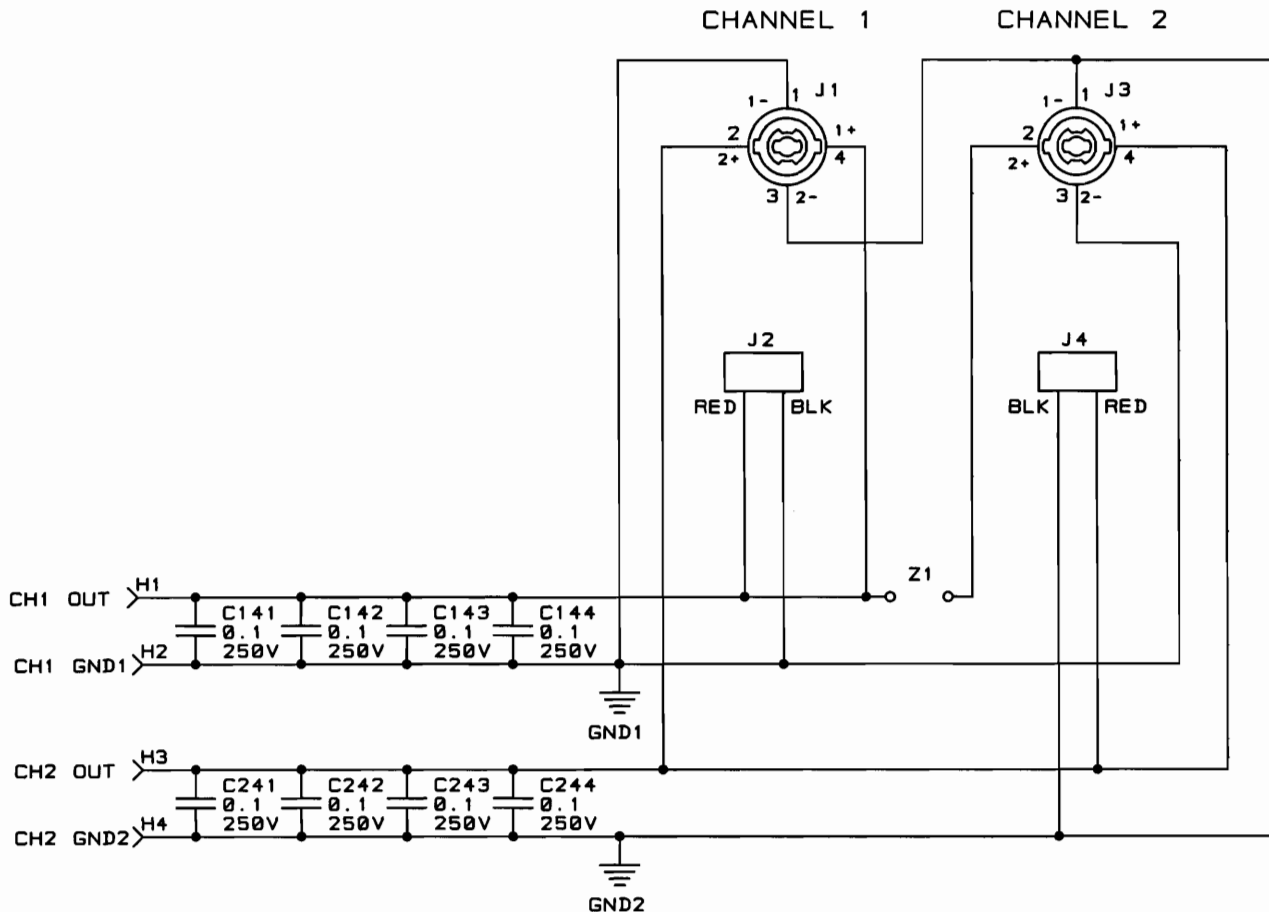 CHANNEL 1
CHANNEL 2
1- 1 J1
2 1+
2+ 4
3 2-
1- 1 J3
2 1+
2+ 4
3 2-
J2
RED BLK
J4
BLK RED
Z1
CH1 OUT H1
C141 0.1 250V
C142 0.1 250V
C143 0.1 250V
C144 0.1 250V
CH1 GND1 H2
GND1
CH2 OUT H3
C241 0.1 250V
C242 0.1 250V
C243 0.1 250V
C244 0.1 250V
CH2 GND2 H4
GND2